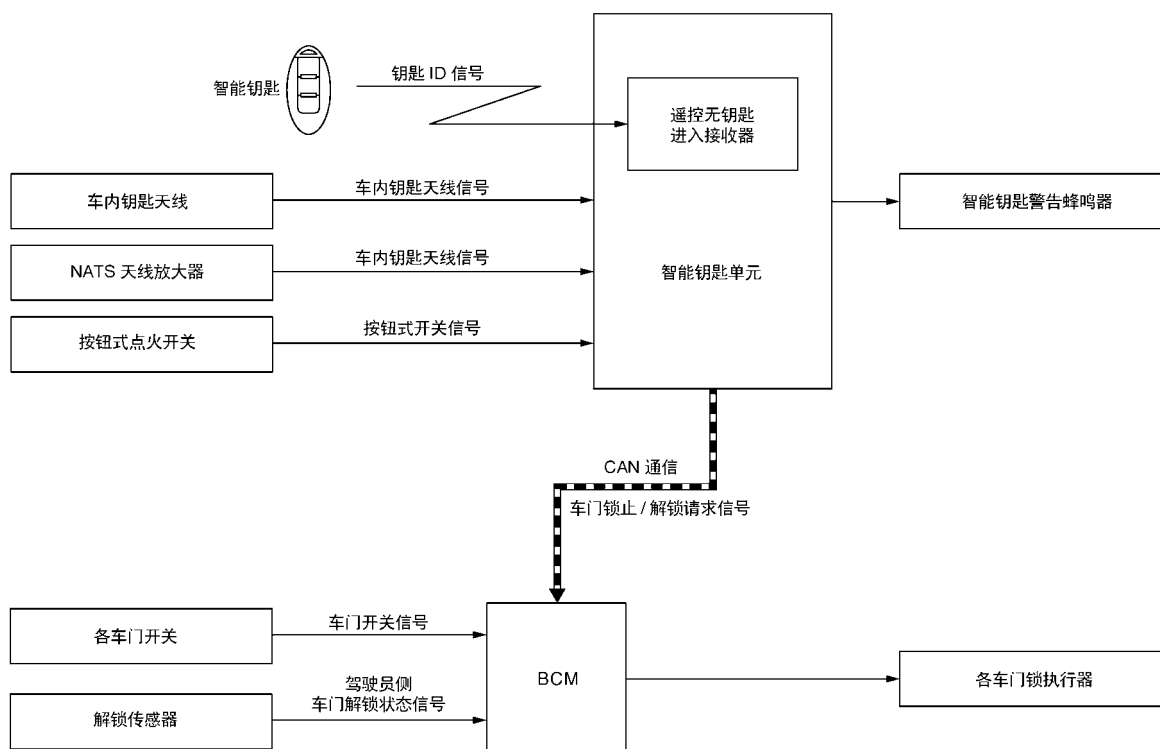 钥匙 ID 信号
智能钥匙
遥控无钥匙
进入接收器
车内钥匙天线
车内钥匙天线信号
智能钥匙警告蜂鸣器
NATS 天线放大器
车内钥匙天线信号
智能钥匙单元
按钮式点火开关
按钮式开关信号
CAN 通信
车门锁止 / 解锁请求信号
各车门开关
车门开关信号
BCM
各车门锁执行器
解锁传感器
驾驶员侧
车门解锁状态信号